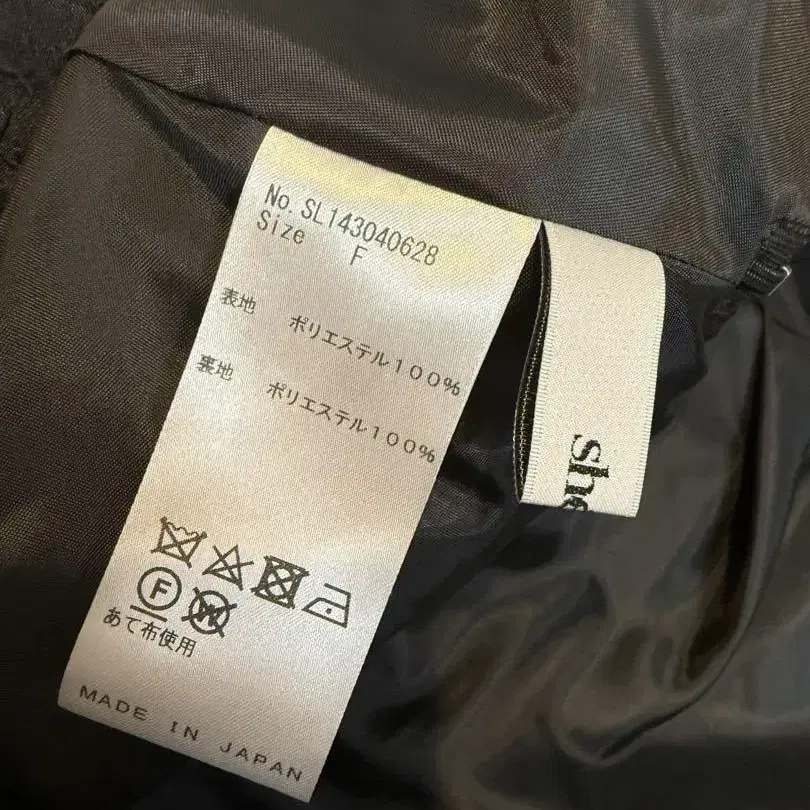 No. SL143040628
Size F
表地 ポリエステル100%
裏地 ポリエステル100%
F W
あて布使用
MADE IN JAPAN